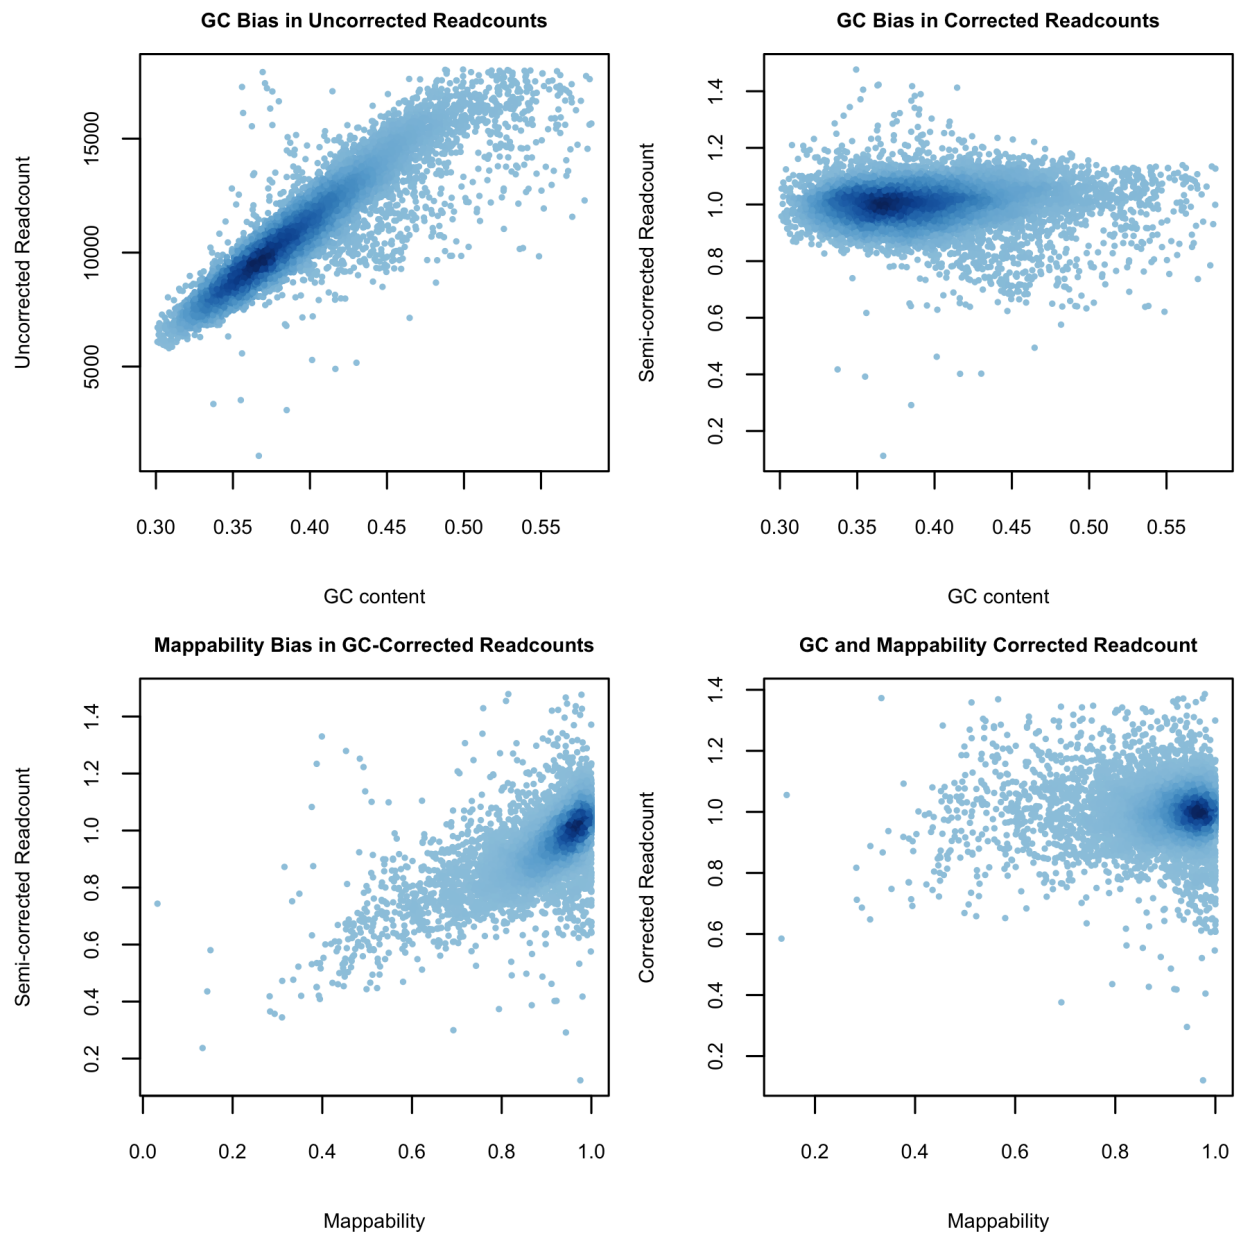 GC Bias in Uncorrected Readcounts
Uncorrected Readcount
15000
10000
5000
0.30 0.35 0.40 0.45 0.50 0.55
GC content
GC Bias in Corrected Readcounts
Semi-corrected Readcount
1.4
1.2
1.0
0.8
0.6
0.4
0.2
0.30 0.35 0.40 0.45 0.50 0.55
GC content
Mappability Bias in GC-Corrected Readcounts
Semi-corrected Readcount
1.4
1.2
1.0
0.8
0.6
0.4
0.2
0.0 0.2 0.4 0.6 0.8 1.0
Mappability
GC and Mappability Corrected Readcount
Corrected Readcount
1.4
1.2
1.0
0.8
0.6
0.4
0.2
0.2 0.4 0.6 0.8 1.0
Mappability